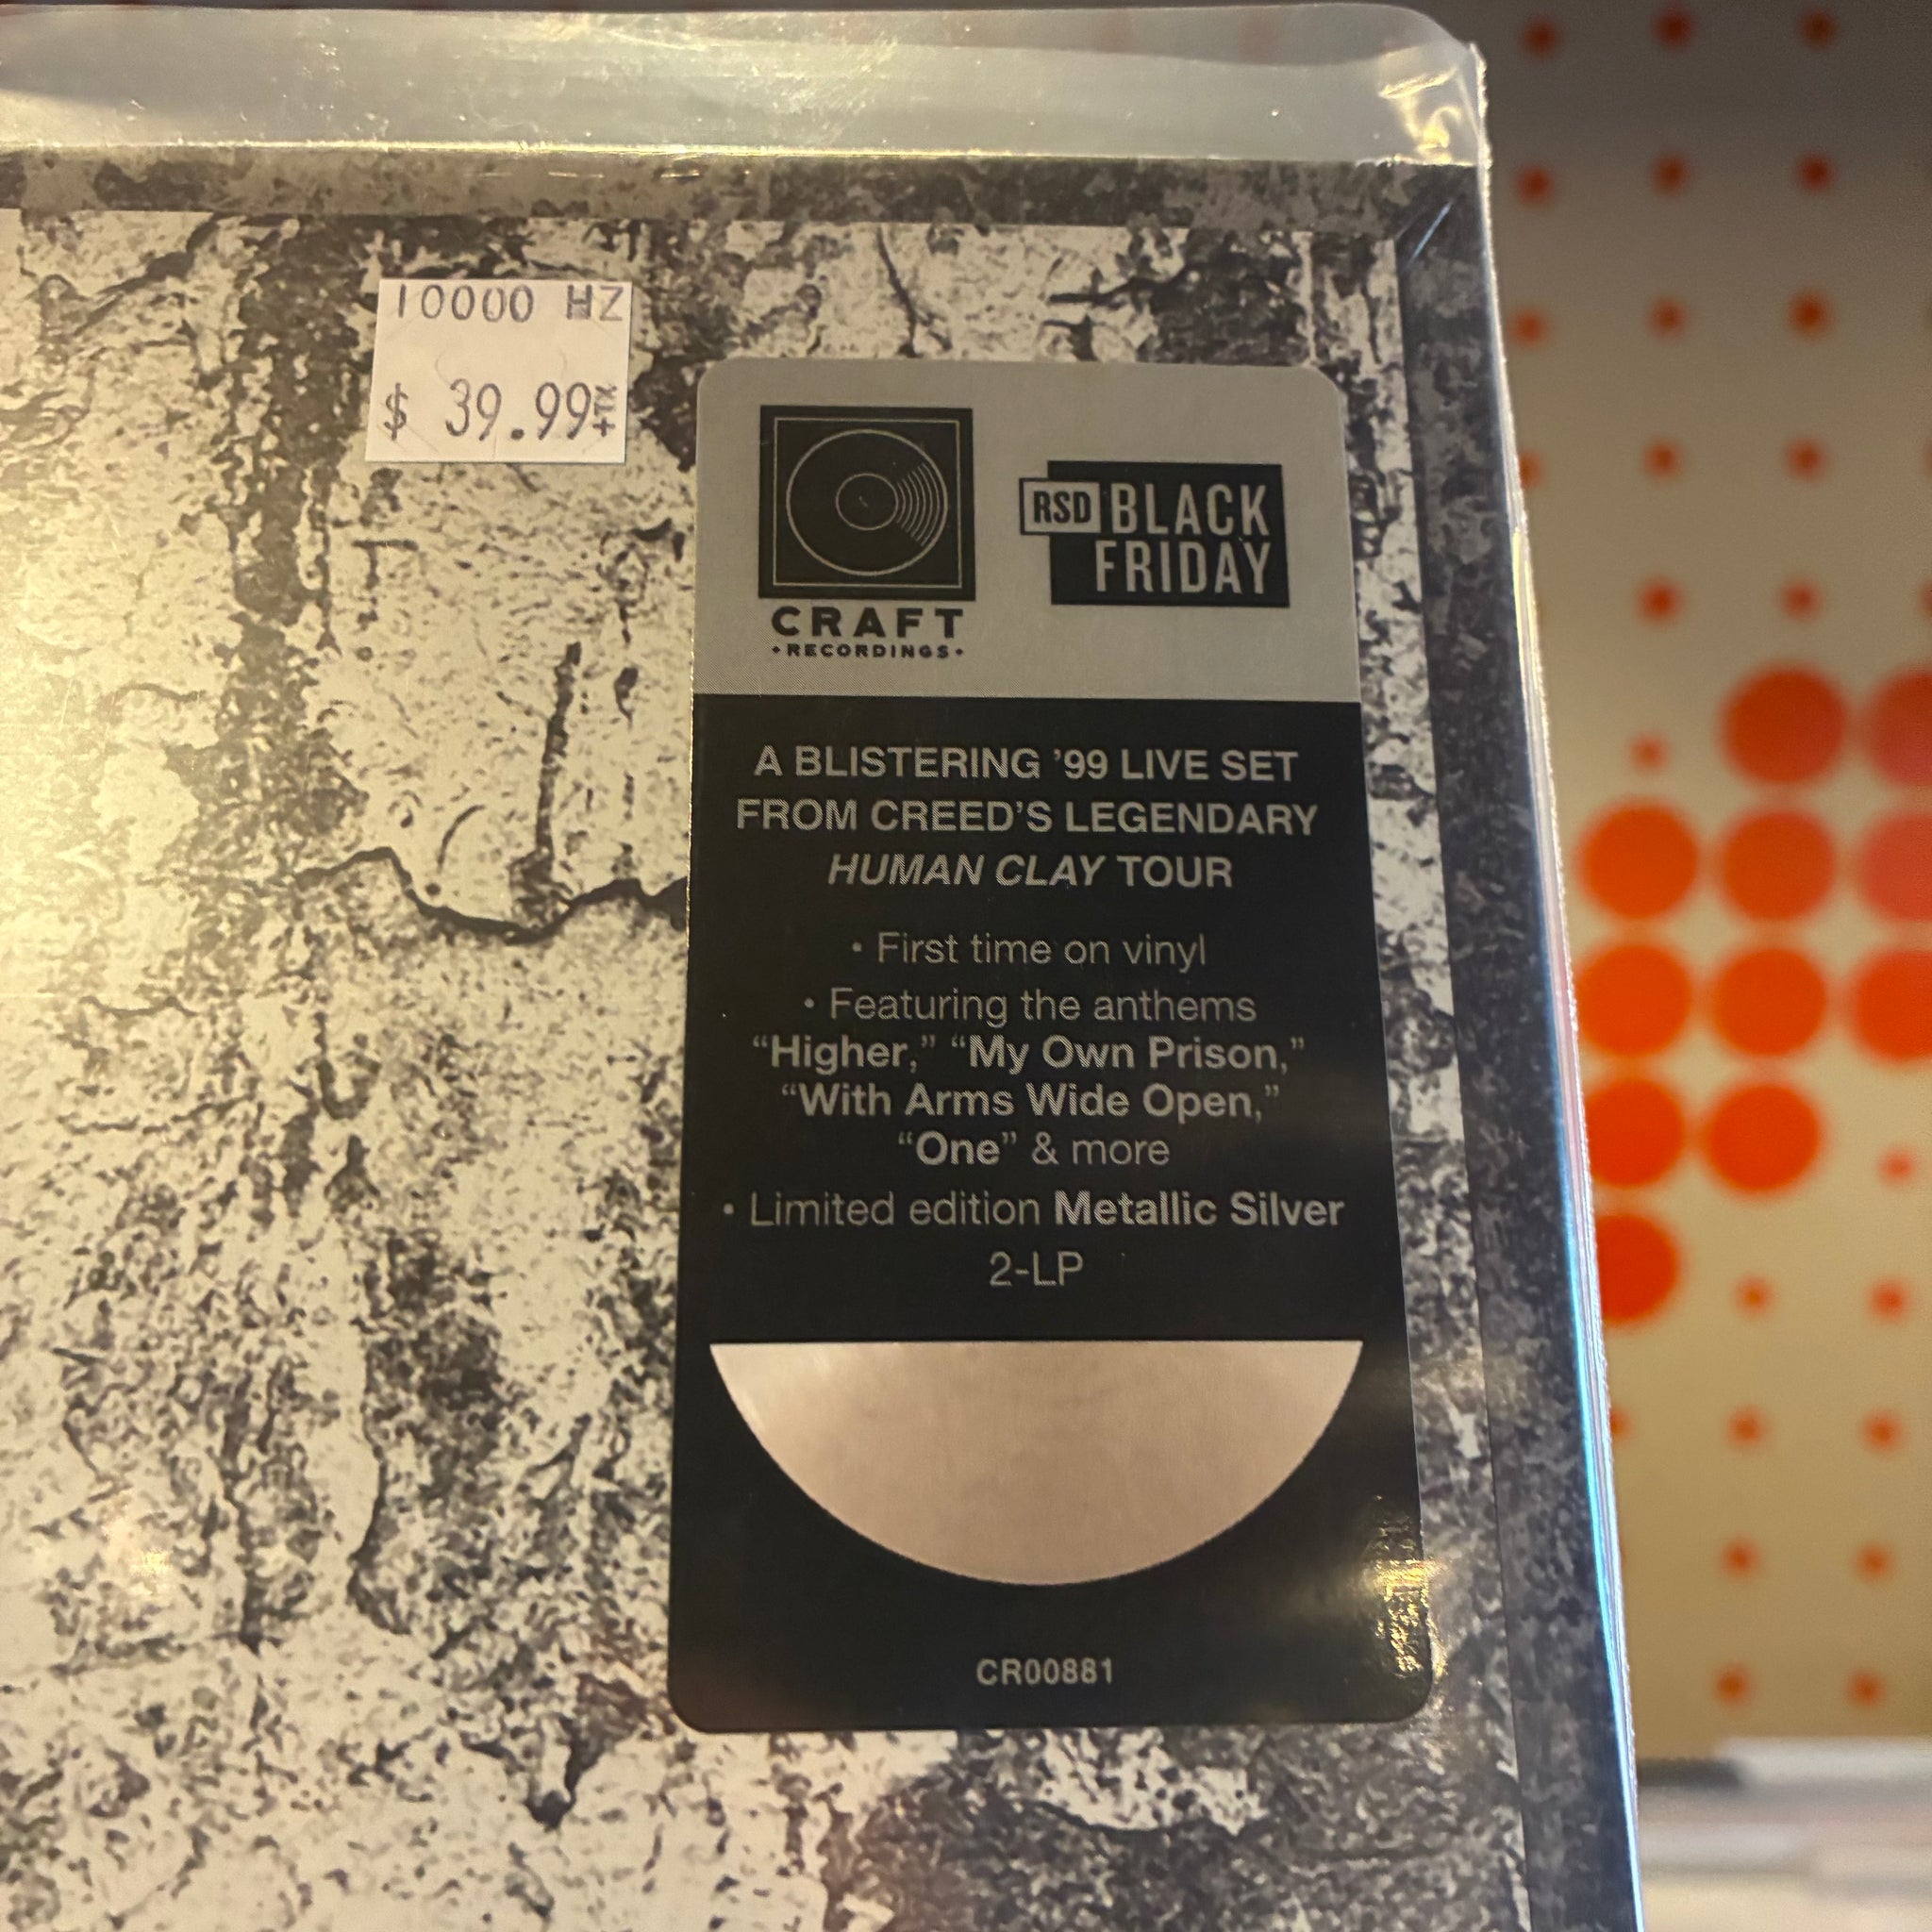 10000 HZ
$ 39.99+TX
CRAFT
•RECORDINGS•
RSD BLACK
FRIDAY
A BLISTERING ’99 LIVE SET
FROM CREED’S LEGENDARY
HUMAN CLAY TOUR
• First time on vinyl
• Featuring the anthems
“Higher,” “My Own Prison,”
“With Arms Wide Open,”
“One” & more
• Limited edition Metallic Silver
2-LP
CR00881